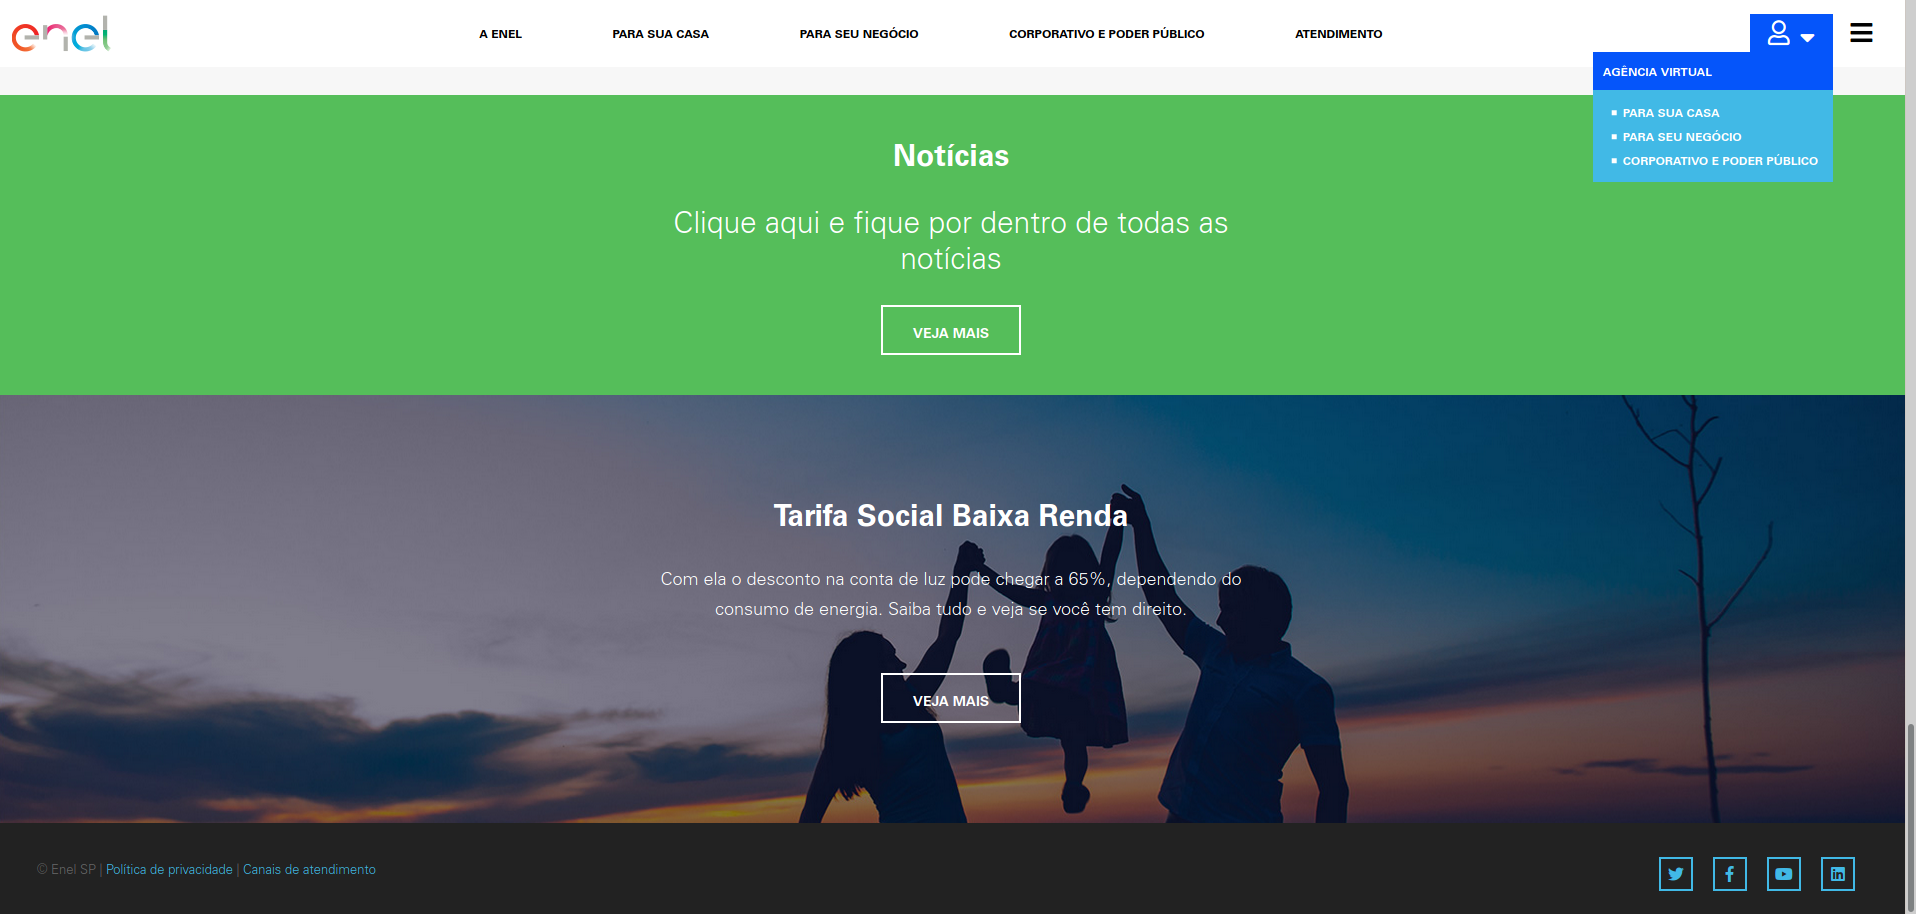 enel
A ENEL
PARA SUA CASA
PARA SEU NEGÓCIO
CORPORATIVO E PODER PÚBLICO
ATENDIMENTO
AGÊNCIA VIRTUAL
PARA SUA CASA
PARA SEU NEGÓCIO
CORPORATIVO E PODER PÚBLICO
Notícias
Clique aqui e fique por dentro de todas as
notícias
VEJA MAIS
Tarifa Social Baixa Renda
Com ela o desconto na conta de luz pode chegar a 65%, dependendo do
consumo de energia. Saiba tudo e veja se você tem direito.
VEJA MAIS
© Enel SP | Política de privacidade | Canais de atendimento